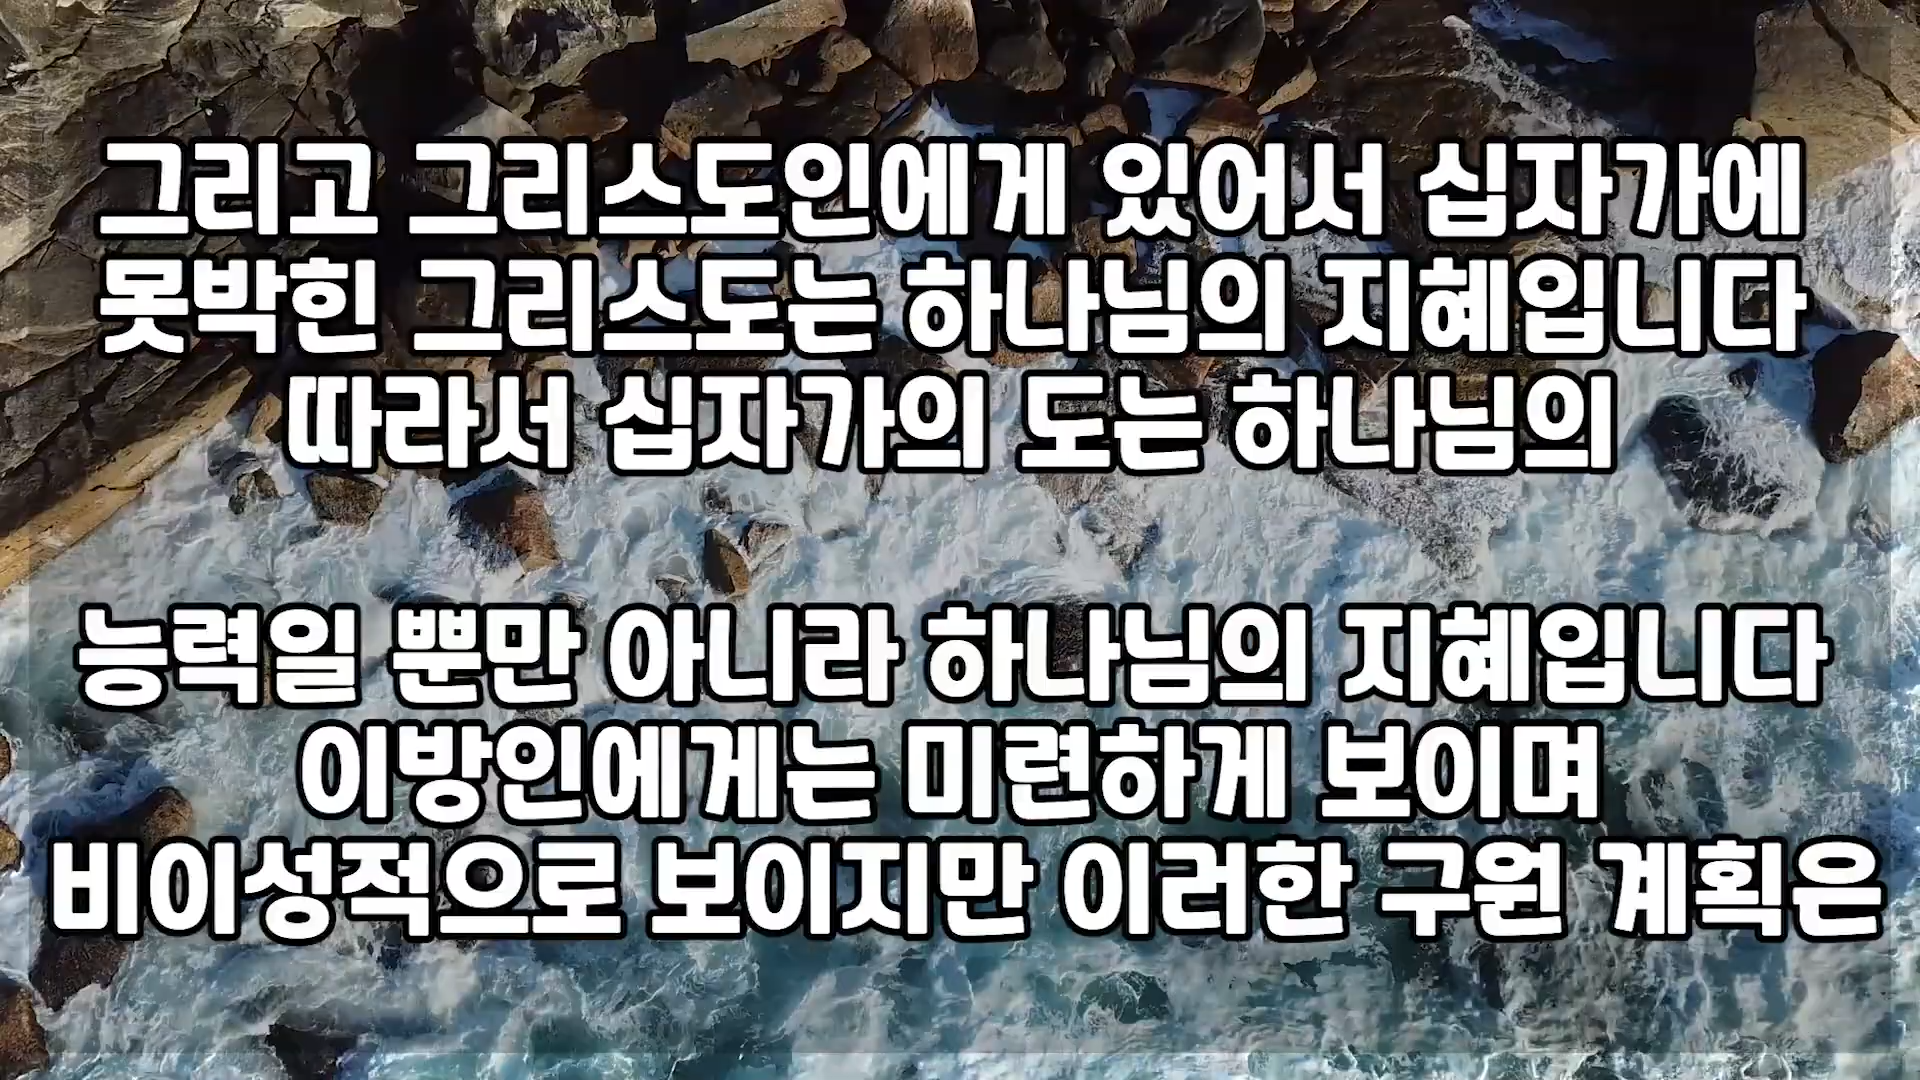 그리고 그리스도인에게 있어서 십자가에
못박힌 그리스도는 하나님의 지혜입니다
따라서 십자가의 도는 하나님의
능력일 뿐만 아니라 하나님의 지혜입니다
이방인에게는 미련하게 보이며
비이성적으로 보이지만 이러한 구원 계획은